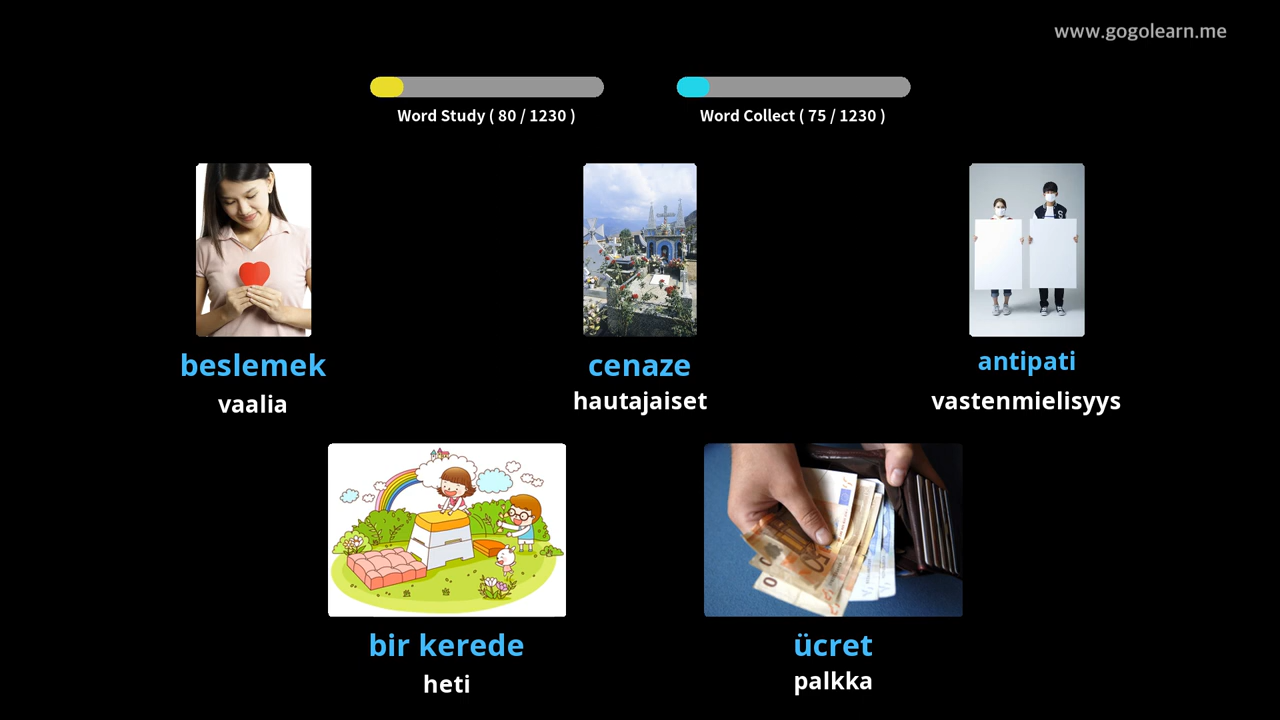 www.gogolearn.me
Word Study ( 80 / 1230 )
Word Collect ( 75 / 1230 )
beslemek
vaalia
cenaze
hautajaiset
antipati
vastenmielisyys
bir kerede
heti
ücret
palkka